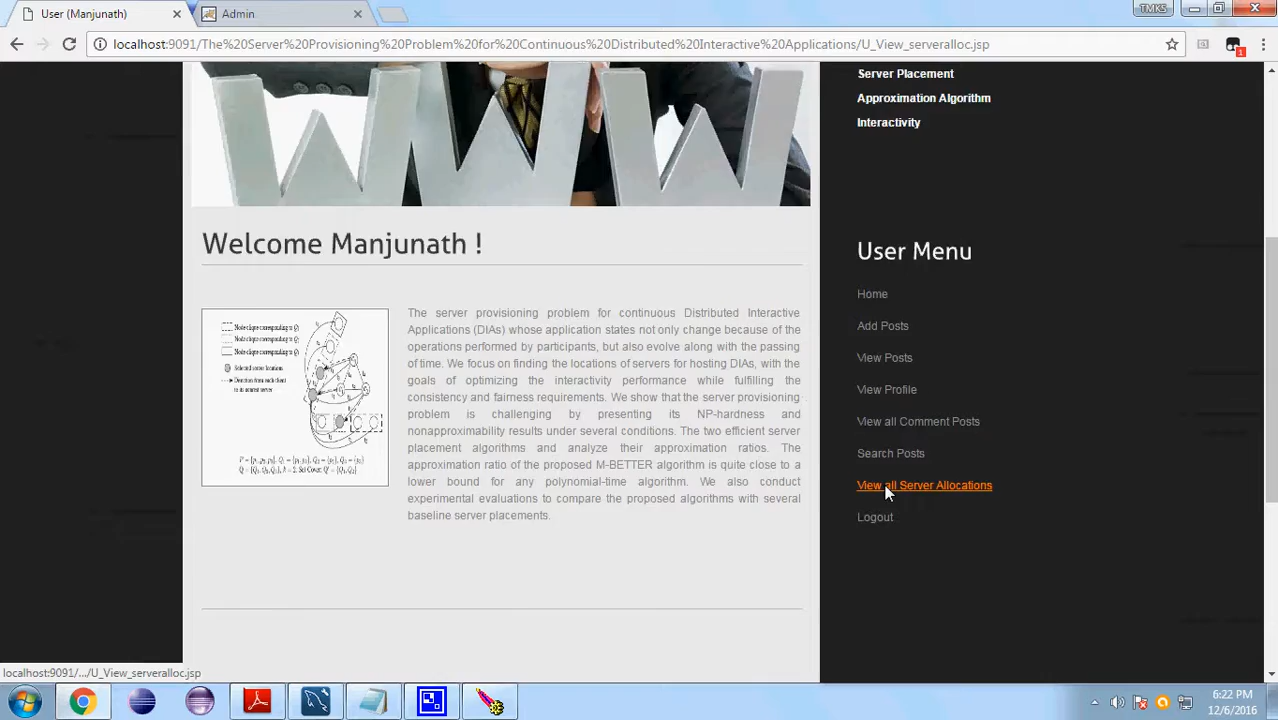 User (Manjunath)
Admin
TMKS
localhost:9091/The%20Server%20Provisioning%20Problem%20for%20Continuous%20Distributed%20Interactive%20Applications/U_View_serveralloc.jsp
1
Server Placement
Approximation Algorithm
Interactivity
WWW
Welcome Manjunath !
The server provisioning problem for continuous Distributed Interactive
Applications (DIAs) whose application states not only change because of the
operations performed by participants, but also evolve along with the passing
of time. We focus on finding the locations of servers for hosting DIAs, with the
goals of optimizing the interactivity performance while fulfilling the
consistency and fairness requirements. We show that the server provisioning
problem is challenging by presenting its NP-hardness and
nonapproximability results under several conditions. The two efficient server
placement algorithms and analyze their approximation ratios. The
approximation ratio of the proposed M-BETTER algorithm is quite close to a
lower bound for any polynomial-time algorithm. We also conduct
experimental evaluations to compare the proposed algorithms with several
baseline server placements.
User Menu
Home
Add Posts
View Posts
View Profile
View all Comment Posts
Search Posts
View all Server Allocations
Logout
localhost:9091/.../U_View_serveralloc.jsp
6:22 PM
12/6/2016